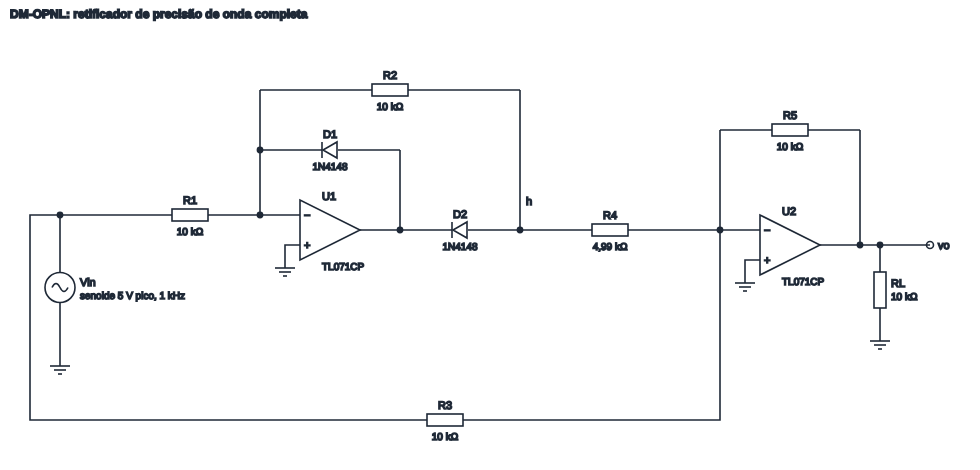 DM-OPNL: retificador de precisão de onda completa
R2
10 kΩ
D1
1N4148
R5
10 kΩ
R1
10 kΩ
U1
−
+
TL071CP
D2
1N4148
h
R4
4,99 kΩ
U2
−
+
TL071CP
vo
RL
10 kΩ
Vin
senoide 5 V pico, 1 kHz
R3
10 kΩ